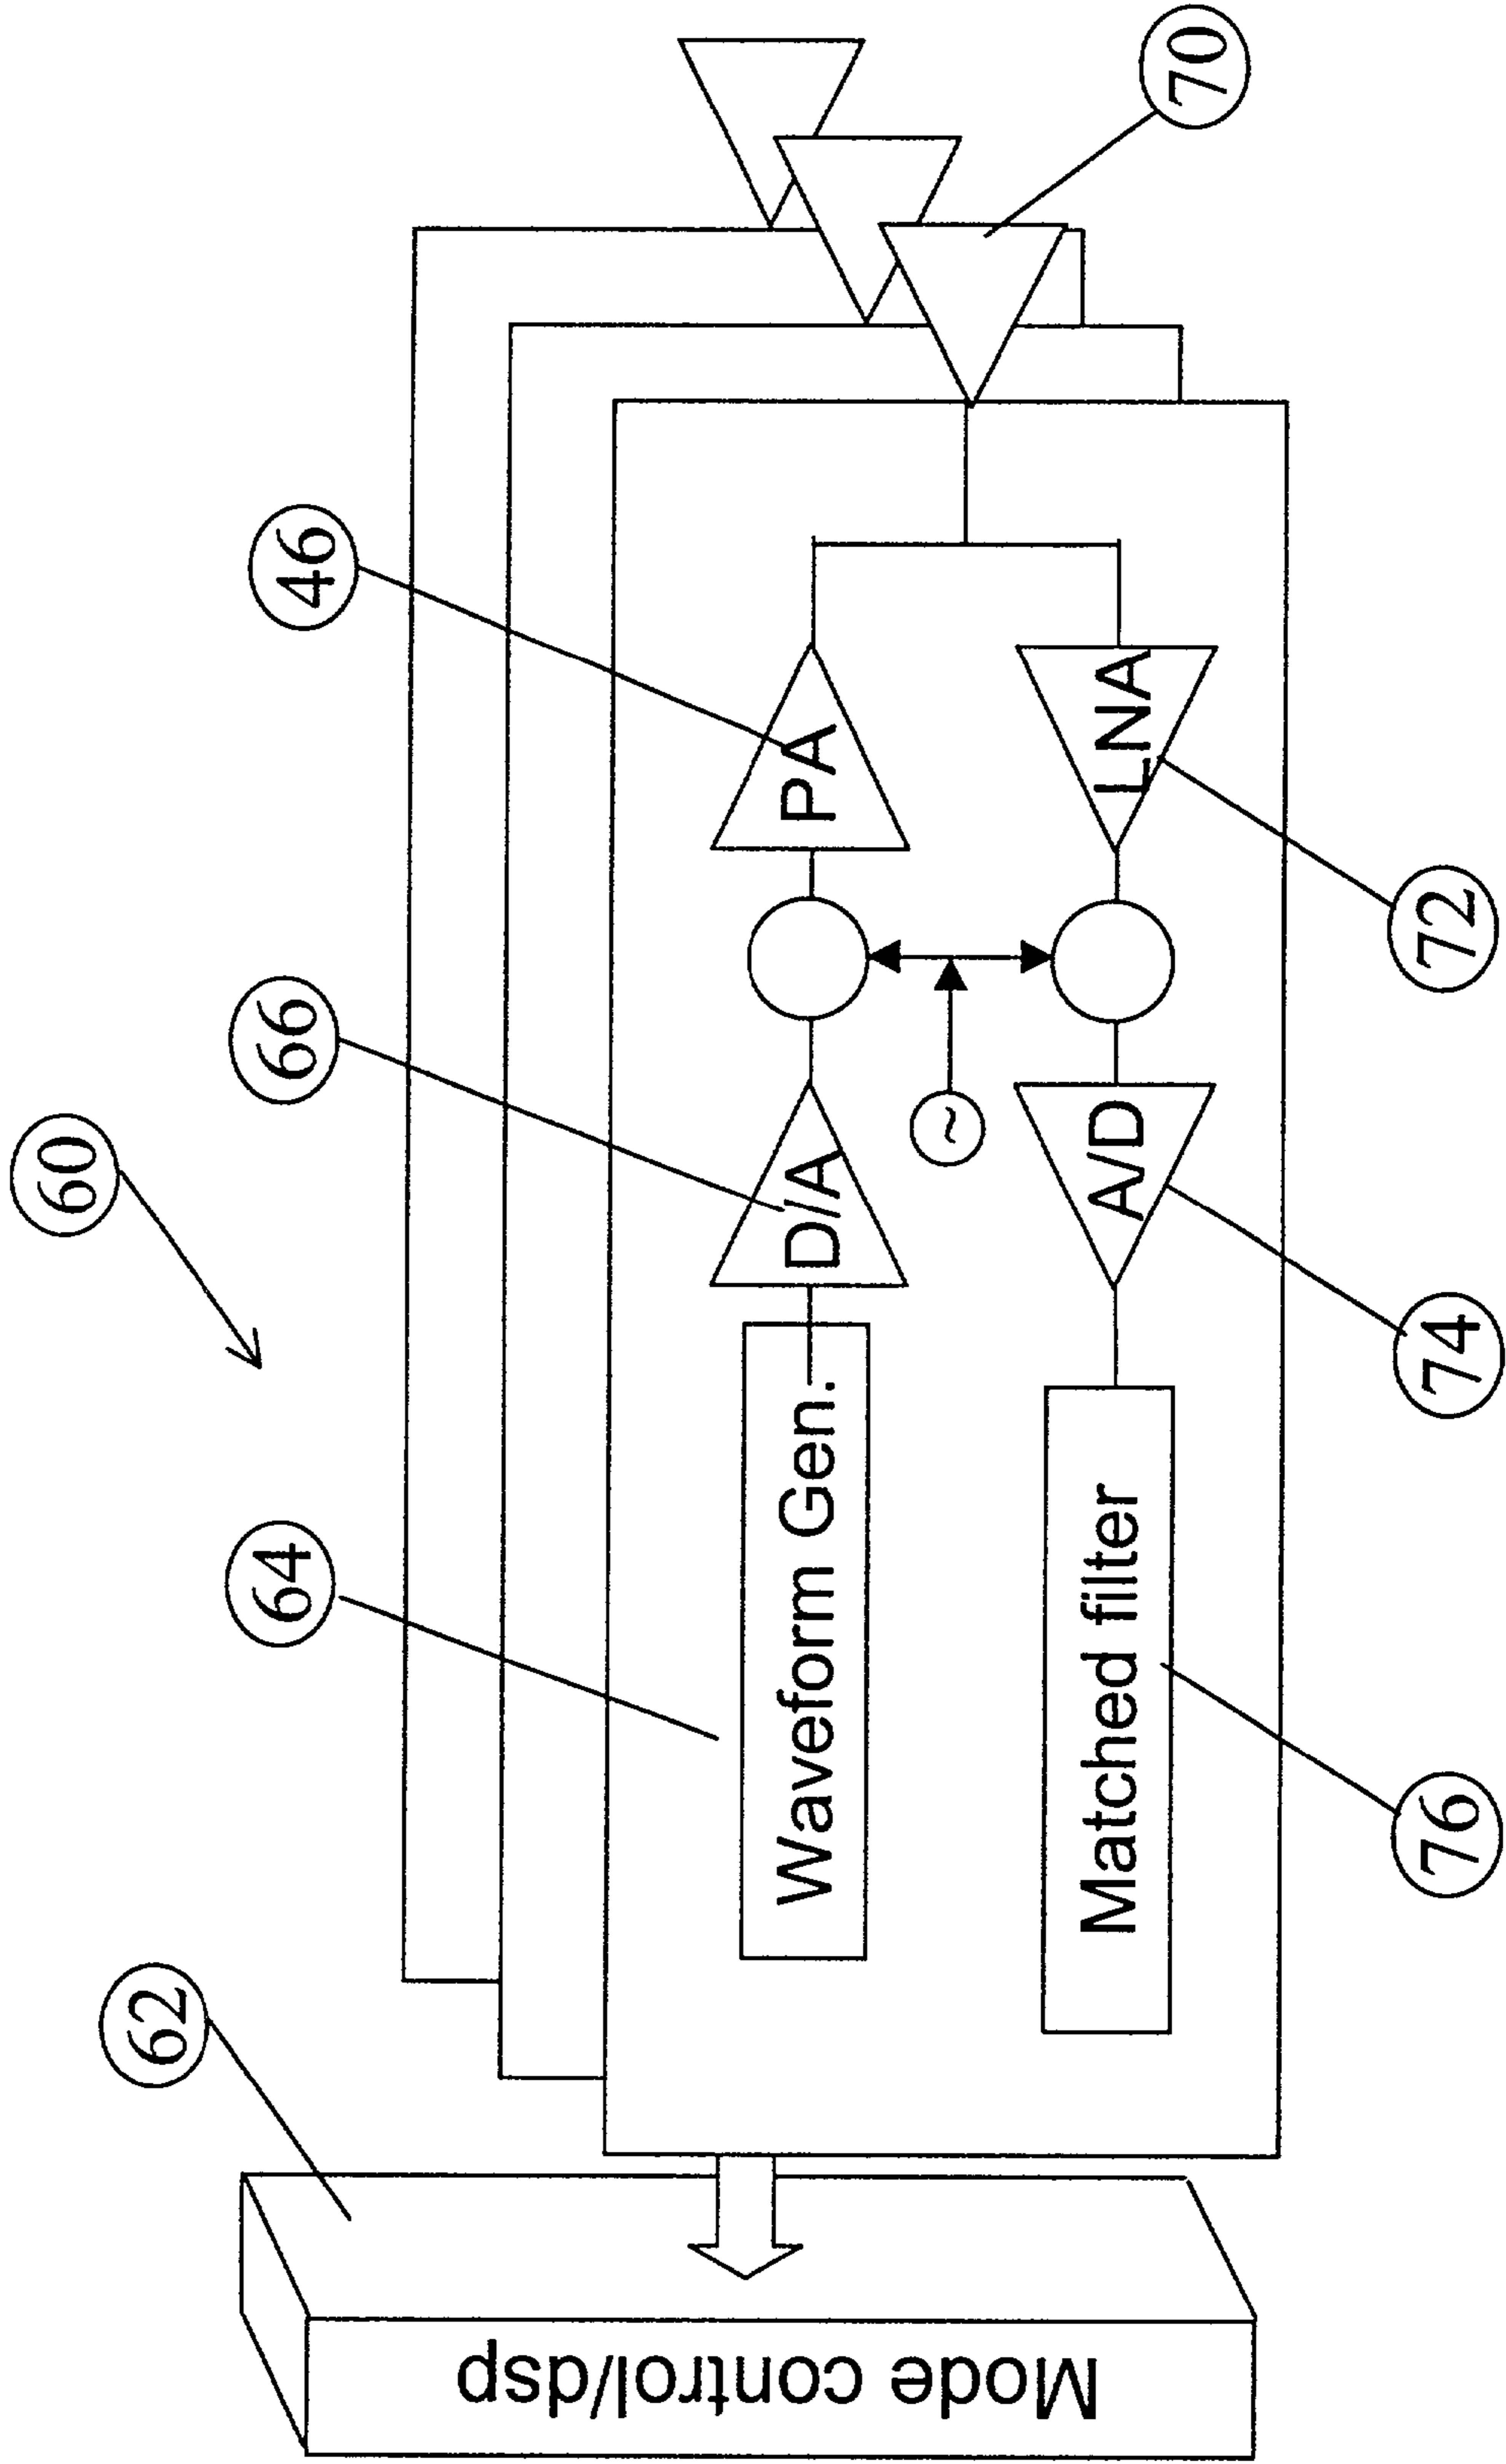 60
62
64
66
46
Waveform Gen.
D/A
PA
~
Matched filter
A/D
LNA
Mode control/dsp
76
74
72
70